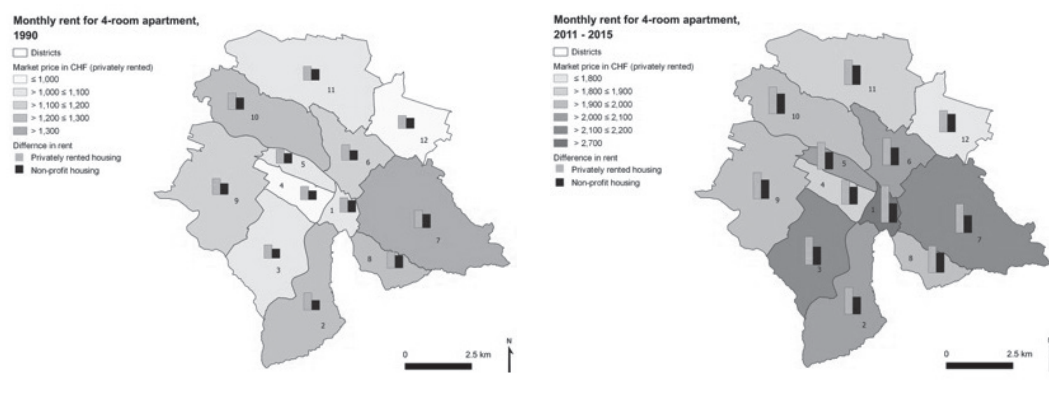 Monthly rent for 4-room apartment,
1990
Districts
Market price in CHF (privately rented)
≤ 1,000
> 1,000 ≤ 1,100
> 1,100 ≤ 1,200
> 1,200 ≤ 1,300
> 1,300
Differnce in rent
Privately rented housing
Non-profit housing
11
10
12
6
5
4
9
1
7
3
8
2
0 2.5 km
N
Monthly rent for 4-room apartment,
2011 - 2015
Districts
Market price in CHF (privately rented)
≤ 1,800
> 1,800 ≤ 1,900
> 1,900 ≤ 2,000
> 2,000 ≤ 2,100
> 2,100 ≤ 2,200
> 2,700
Difference in rent
Privately rented housing
Non-profit housing
11
10
12
6
5
4
9
1
7
3
8
2
0 2.5 km